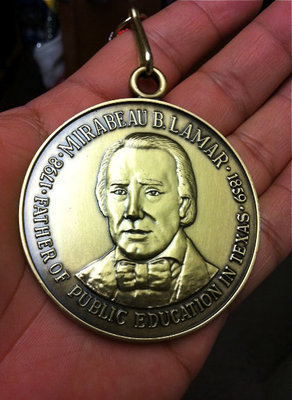 1798 · MIRABEAU B. LAMAR · 1859
· FATHER OF PUBLIC EDUCATION IN TEXAS ·